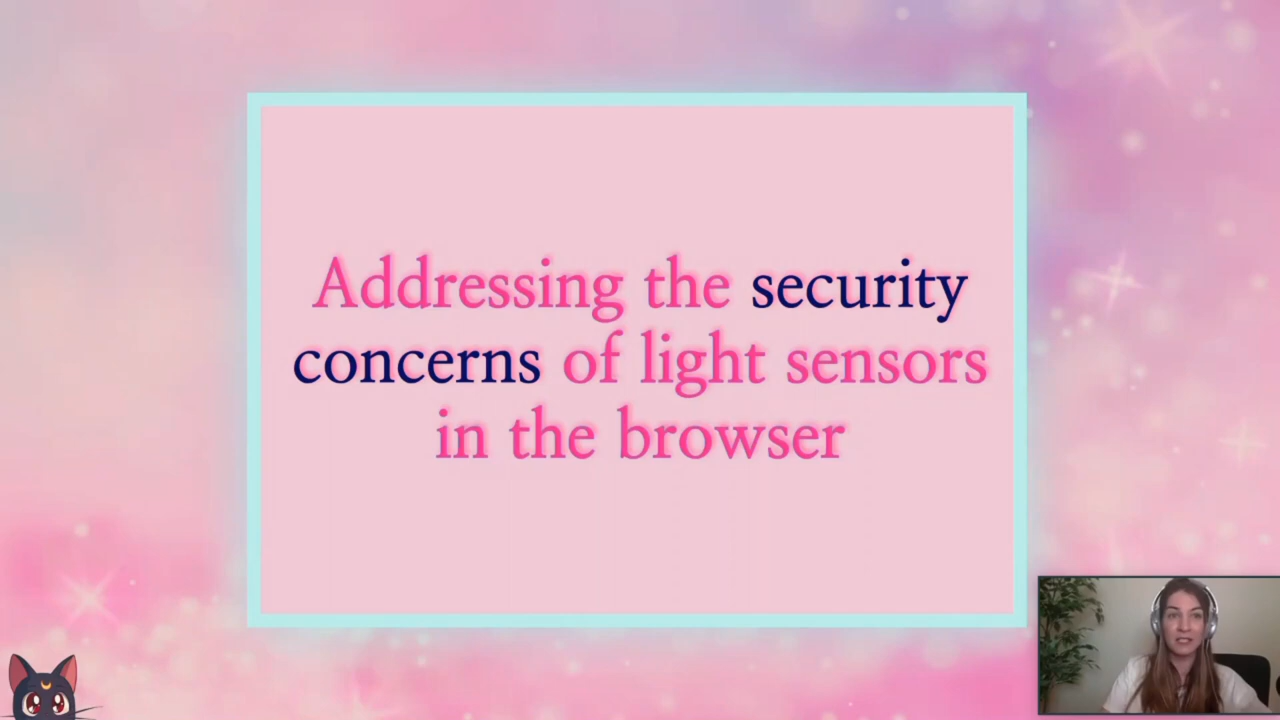 Addressing the security
concerns of light sensors
in the browser